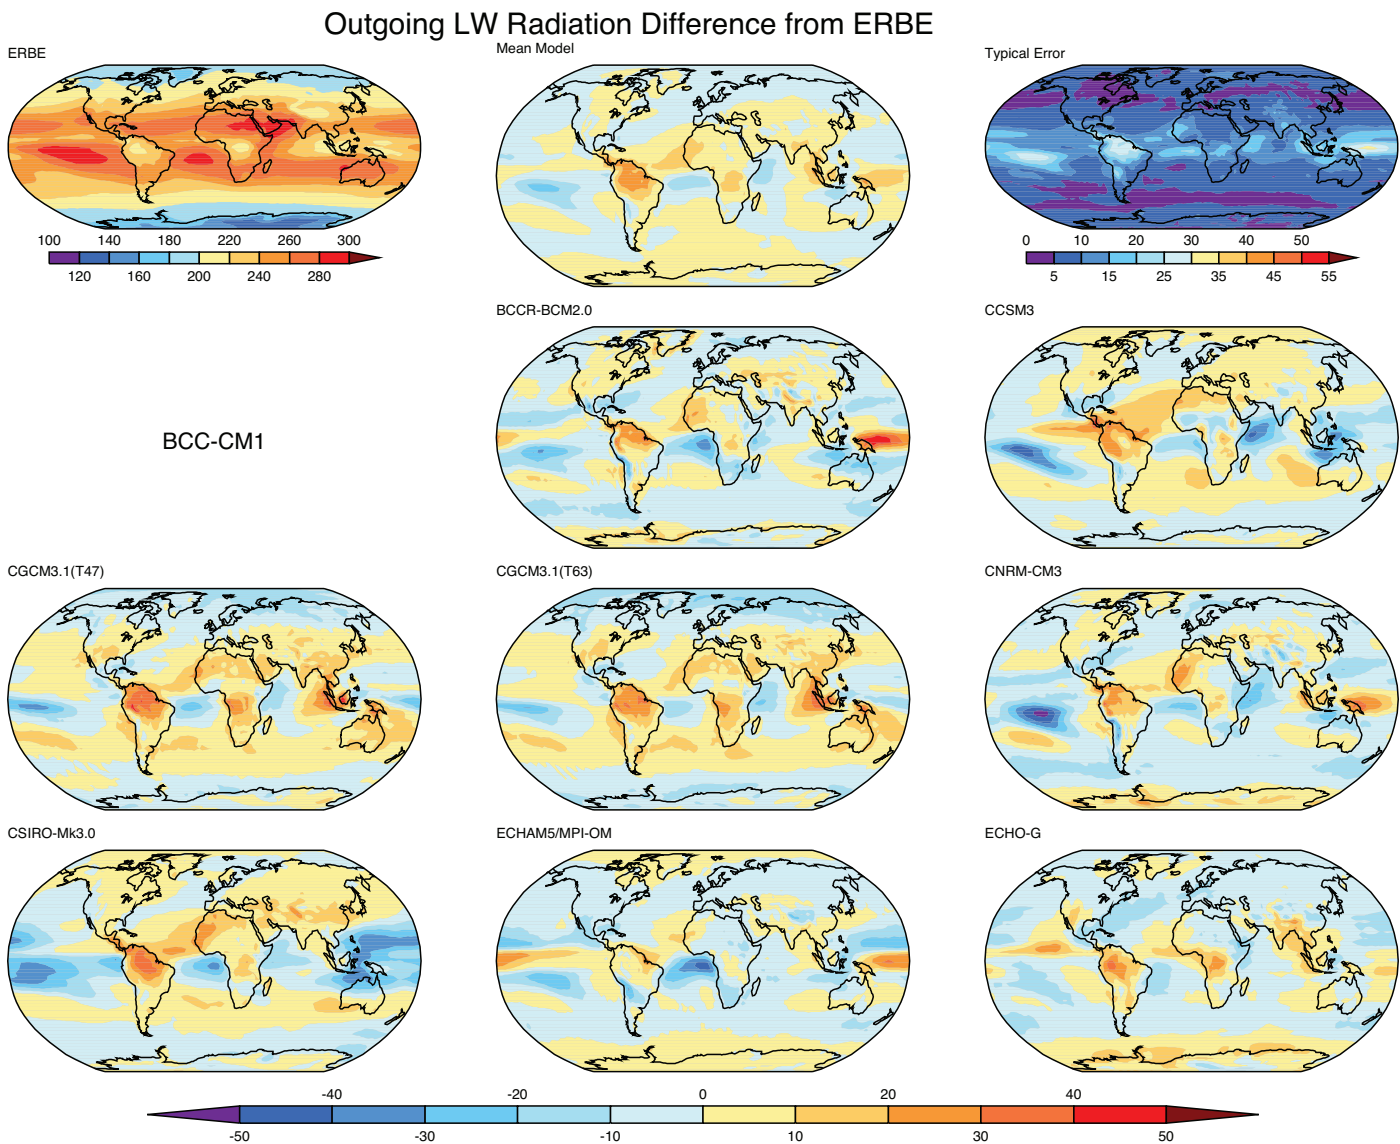 Outgoing LW Radiation Difference from ERBE
ERBE
Mean Model
Typical Error
100 140 180 220 260 300
120 160 200 240 280
0 10 20 30 40 50
5 15 25 35 45 55
BCC-CM1
BCCR-BCM2.0
CCSM3
CGCM3.1(T47)
CGCM3.1(T63)
CNRM-CM3
CSIRO-Mk3.0
ECHAM5/MPI-OM
ECHO-G
-40 -20 0 20 40
-50 -30 -10 10 30 50